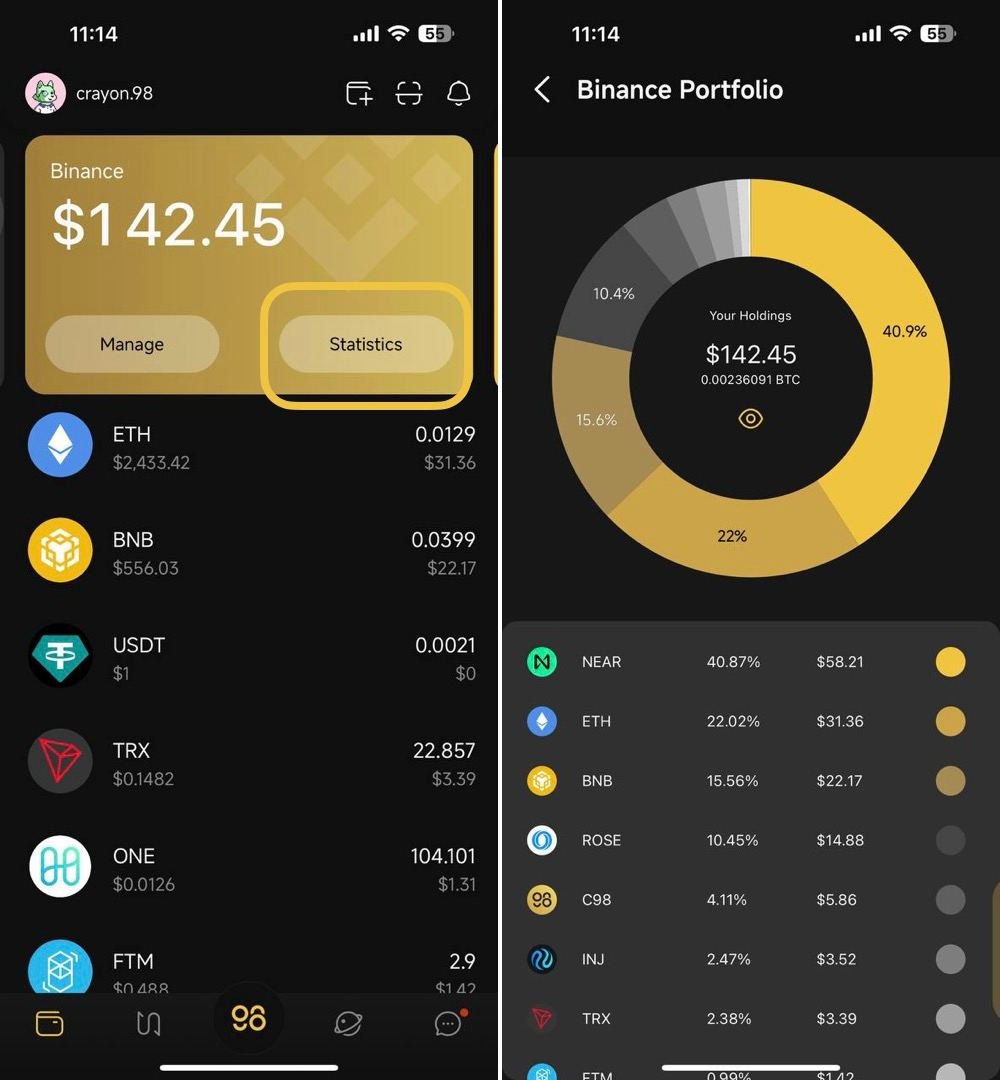 11:14
55
crayon.98
Binance
$142.45
Manage
Statistics
ETH
0.0129
$2,433.42
$31.36
BNB
0.0399
$556.03
$22.17
USDT
0.0021
$1
$0
TRX
22.857
$0.1482
$3.39
ONE
104.101
$0.0126
$1.31
FTM
2.9
$0.488
$1.42
98
11:14
55
Binance Portfolio
10.4%
40.9%
15.6%
22%
Your Holdings
$142.45
0.00236091 BTC
NEAR 40.87% $58.21
ETH 22.02% $31.36
BNB 15.56% $22.17
ROSE 10.45% $14.88
98 C98 4.11% $5.86
INJ 2.47% $3.52
TRX 2.38% $3.39
FTM 0.99% $1.42